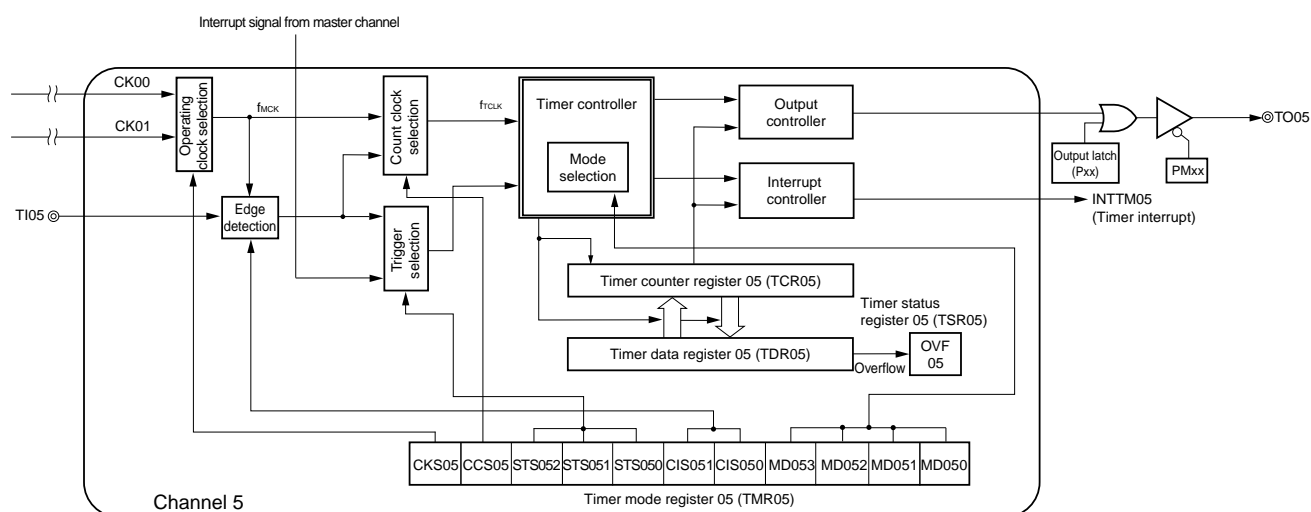 Interrupt signal from master channel
CK00
CK01
Operating
clock selection
fMCK
Count clock
selection
fTCLK
Timer controller
Mode
selection
Output
controller
Interrupt
controller
TO05
Output latch
(Pxx)
PMxx
INTTM05
(Timer interrupt)
TI05
Edge
detection
Trigger
selection
Timer counter register 05 (TCR05)
Timer status
register 05 (TSR05)
Timer data register 05 (TDR05)
Overflow
OVF
05
CKS05 CCS05 STS052 STS051 STS050 CIS051 CIS050 MD053 MD052 MD051 MD050
Channel 5
Timer mode register 05 (TMR05)